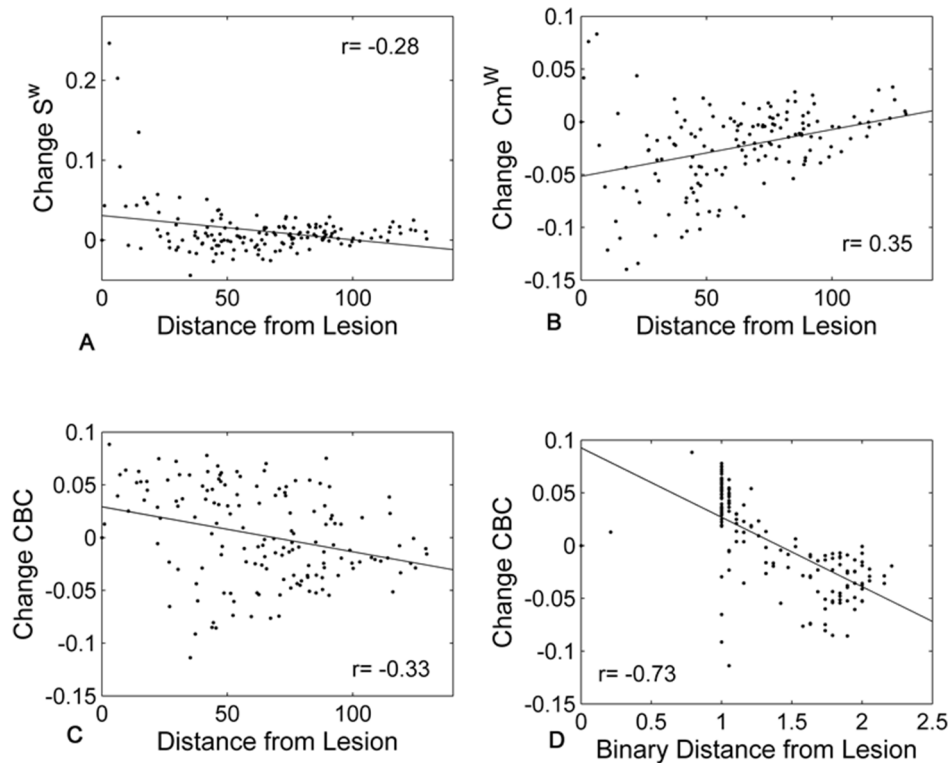 Change S^w
0.2
0.1
0
r= -0.28
0
50
100
Distance from Lesion
A
Change Cm^W
0.1
0.05
0
-0.05
-0.1
-0.15
r= 0.35
0
50
100
Distance from Lesion
B
Change CBC
0.1
0.05
0
-0.05
-0.1
-0.15
r= -0.33
0
50
100
Distance from Lesion
C
Change CBC
0.1
0.05
0
-0.05
-0.1
-0.15
r= -0.73
0
0.5
1
1.5
2
2.5
Binary Distance from Lesion
D